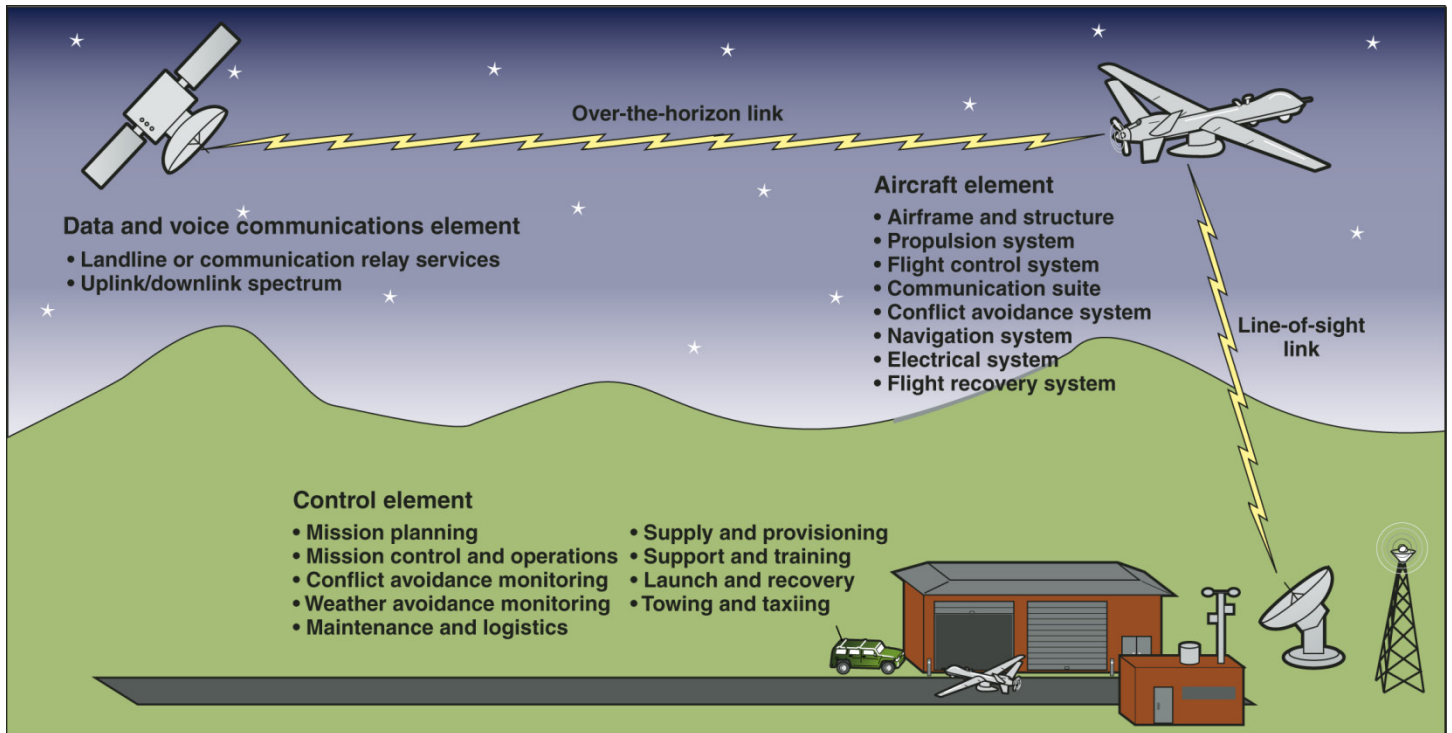 Over-the-horizon link
Data and voice communications element
• Landline or communication relay services
• Uplink/downlink spectrum
Aircraft element
• Airframe and structure
• Propulsion system
• Flight control system
• Communication suite
• Conflict avoidance system
• Navigation system
• Electrical system
• Flight recovery system
Line-of-sight
link
Control element
• Mission planning
• Mission control and operations
• Conflict avoidance monitoring
• Weather avoidance monitoring
• Maintenance and logistics
• Supply and provisioning
• Support and training
• Launch and recovery
• Towing and taxiing